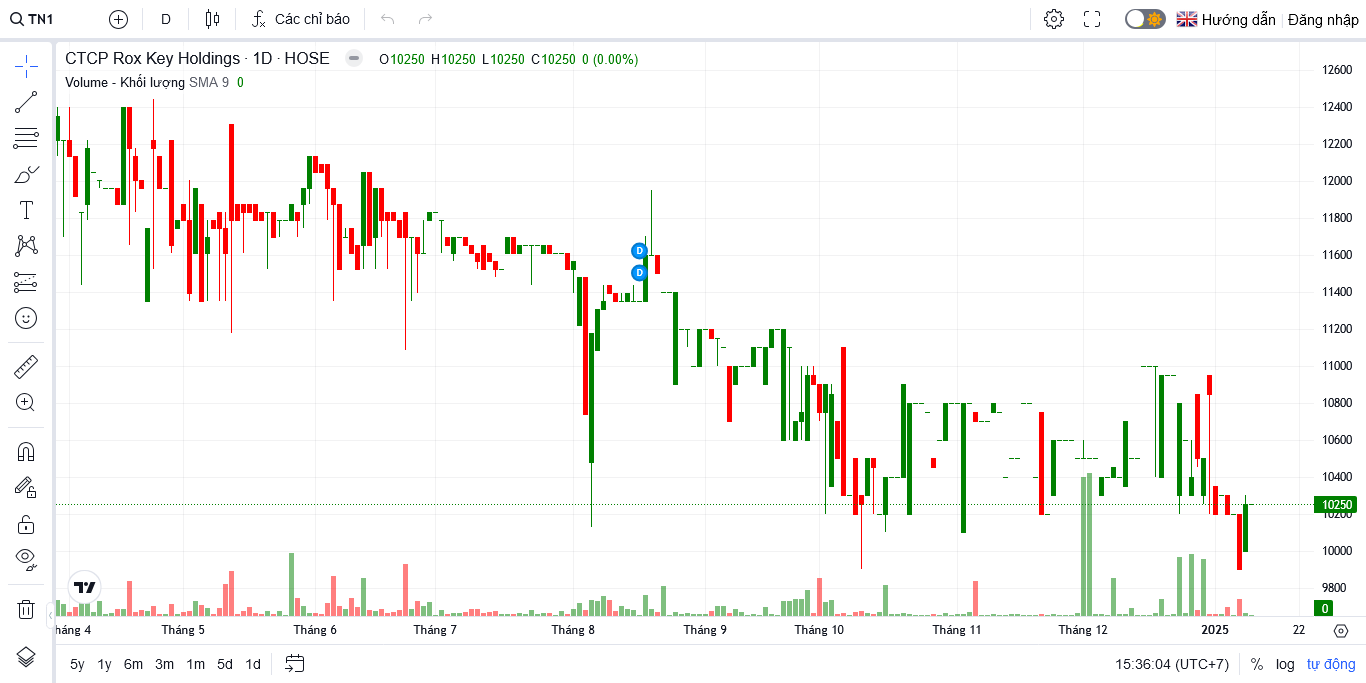 TN1 D Các chỉ báo Hướng dẫn Đăng nhập
CTCP Rox Key Holdings · 1D · HOSE O10250 H10250 L10250 C10250 0 (0.00%)
Volume - Khối lượng SMA 9 0
12600
12400
12200
12000
11800
11600
11400
11200
11000
10800
10600
10400
10250
10200
10000
9800
0
D
D
háng 4 Tháng 5 Tháng 6 Tháng 7 Tháng 8 Tháng 9 Tháng 10 Tháng 11 Tháng 12 2025 22
5y 1y 6m 3m 1m 5d 1d 15:36:04 (UTC+7) % log tự động